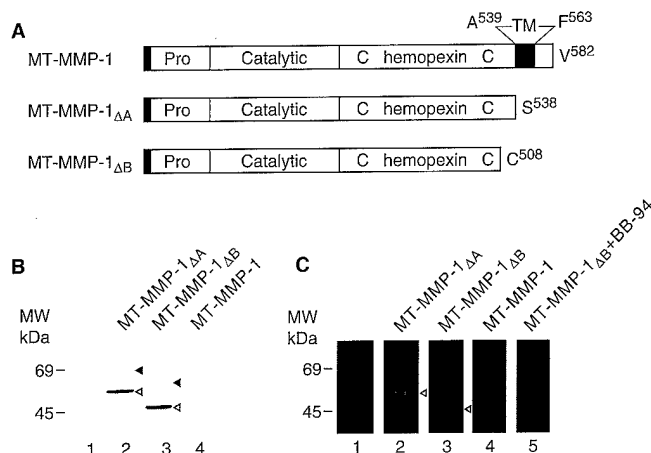 A
A539 TM F563
MT-MMP-1 Pro Catalytic C hemopexin C V582
MT-MMP-1ΔA Pro Catalytic C hemopexin C S538
MT-MMP-1ΔB Pro Catalytic C hemopexin C C508
B
MT-MMP-1ΔA
MT-MMP-1ΔB
MT-MMP-1
MW
kDa
69
45
1 2 3 4
C
MT-MMP-1ΔA
MT-MMP-1ΔB
MT-MMP-1
MT-MMP-1ΔB+BB-94
MW
kDa
69
45
1 2 3 4 5